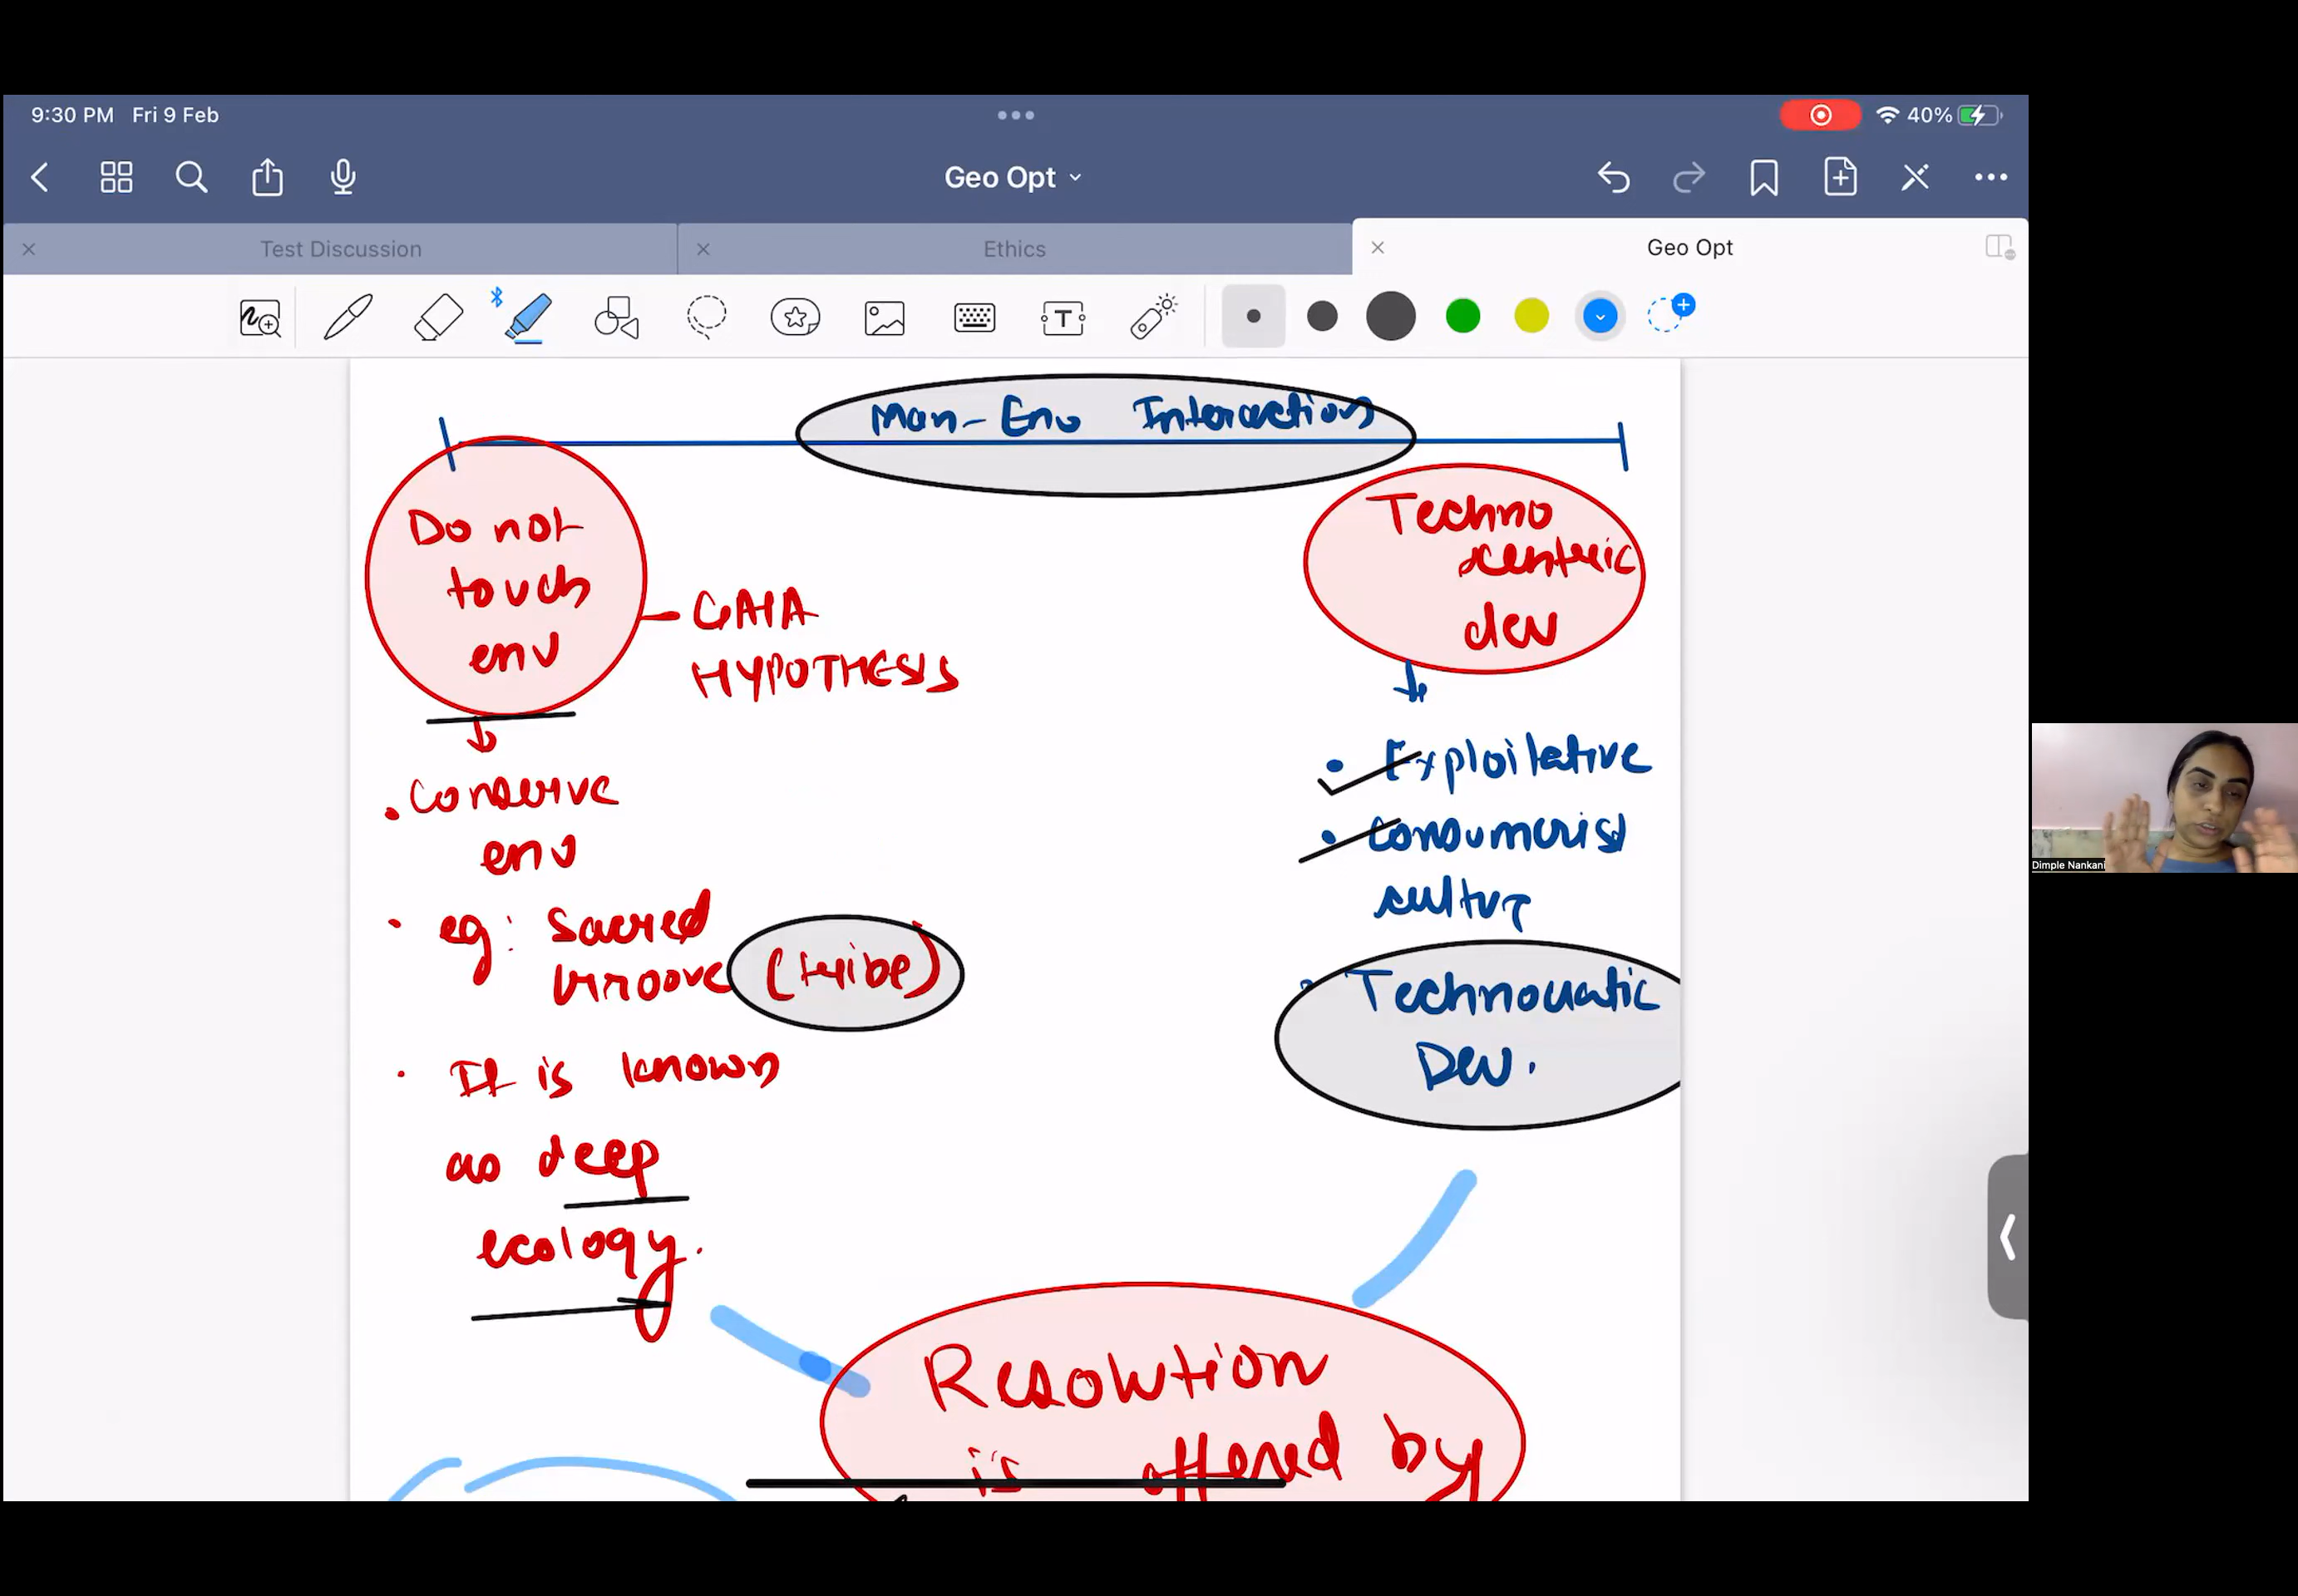 9:30 PM Fri 9 Feb
40%
Geo Opt
Test Discussion
Ethics
Geo Opt
T
Man-Env Interaction
Do not
touch
env
GAIA
HYPOTHESIS
Conserve
env
eg: Sacred
Groove (tribe)
It is known
as deep
ecology.
Techno
centric
dev
Exploitative
Consumerist
culture
Technocratic
Dev.
Resolution
is offered by
Dimple Nankani